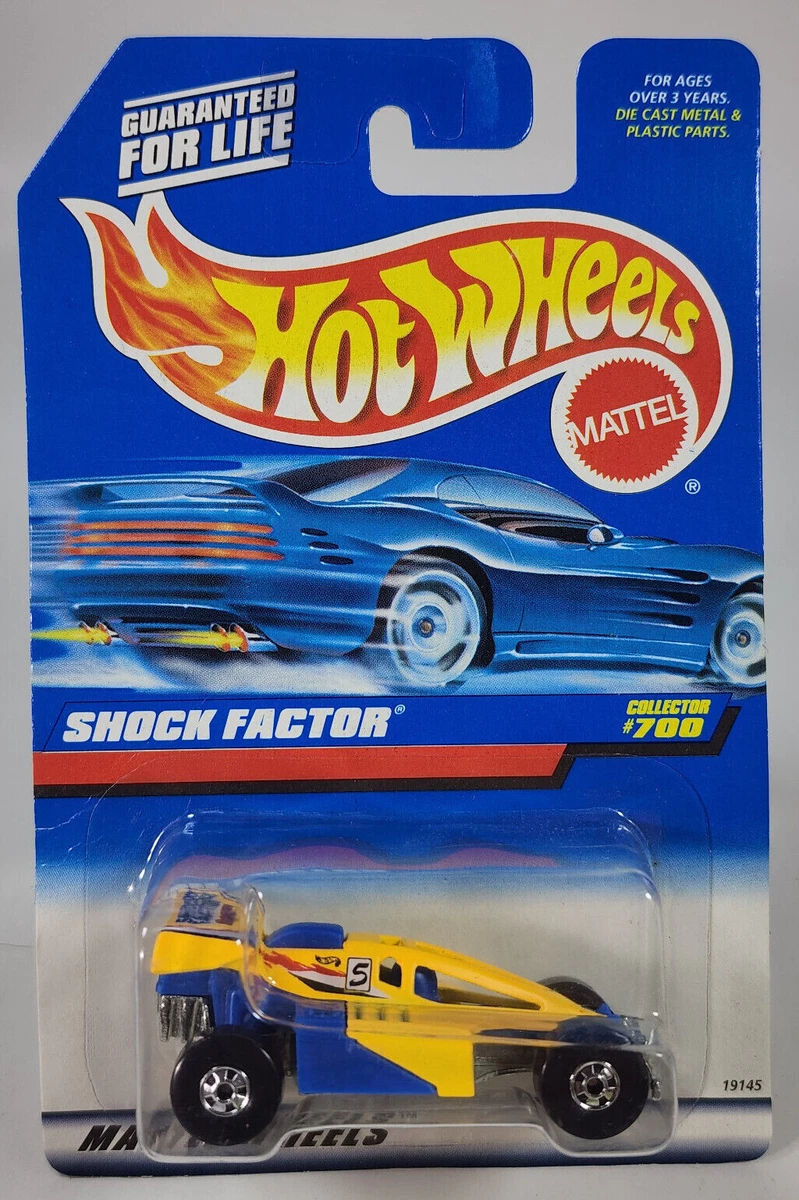 GUARANTEED
FOR LIFE
FOR AGES
OVER 3 YEARS.
DIE CAST METAL &
PLASTIC PARTS.
HOT WHEELS
MATTEL
®
SHOCK FACTOR®
COLLECTOR
#700
5
19145